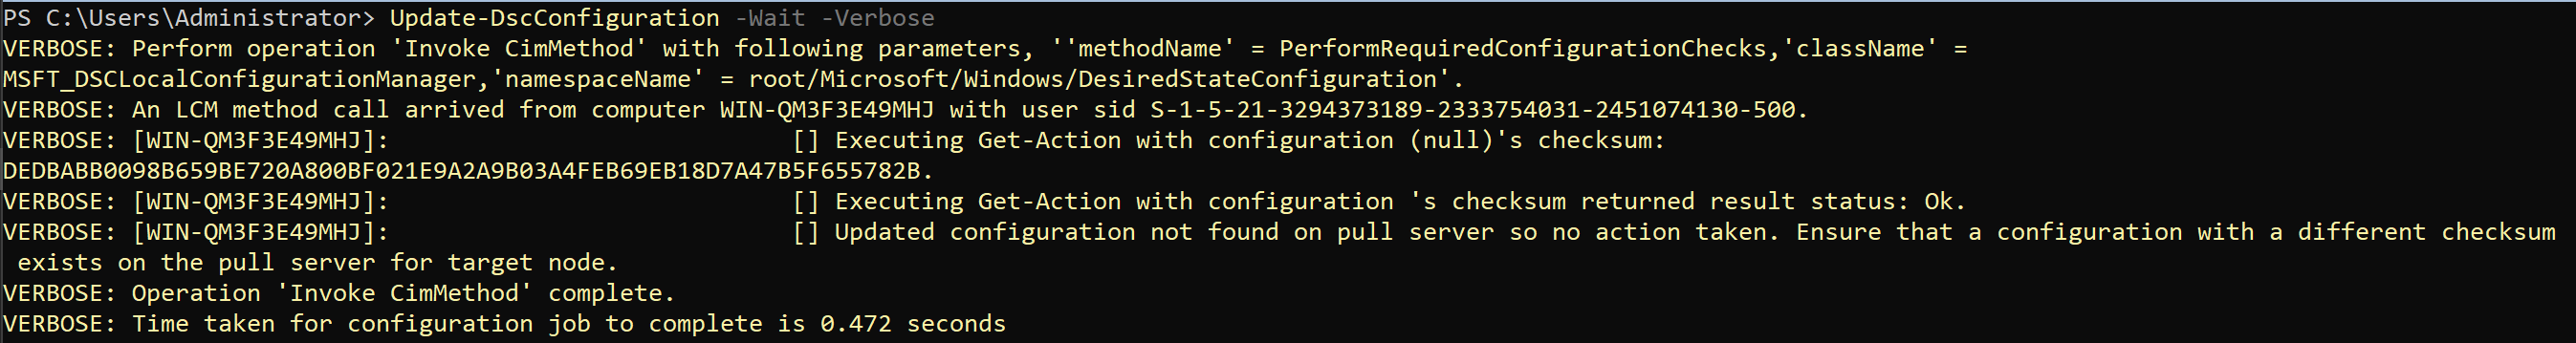 PS C:\Users\Administrator> Update-DscConfiguration -Wait -Verbose
VERBOSE: Perform operation 'Invoke CimMethod' with following parameters, ''methodName' = PerformRequiredConfigurationChecks,'className' =
MSFT_DSCLocalConfigurationManager,'namespaceName' = root/Microsoft/Windows/DesiredStateConfiguration'.
VERBOSE: An LCM method call arrived from computer WIN-QM3F3E49MHJ with user sid S-1-5-21-3294373189-2333754031-2451074130-500.
VERBOSE: [WIN-QM3F3E49MHJ]:                            [] Executing Get-Action with configuration (null)'s checksum:
DEDBABB0098B659BE720A800BF021E9A2A9B03A4FEB69EB18D7A47B5F655782B.
VERBOSE: [WIN-QM3F3E49MHJ]:                            [] Executing Get-Action with configuration 's checksum returned result status: Ok.
VERBOSE: [WIN-QM3F3E49MHJ]:                            [] Updated configuration not found on pull server so no action taken. Ensure that a configuration with a different checksum
 exists on the pull server for target node.
VERBOSE: Operation 'Invoke CimMethod' complete.
VERBOSE: Time taken for configuration job to complete is 0.472 seconds